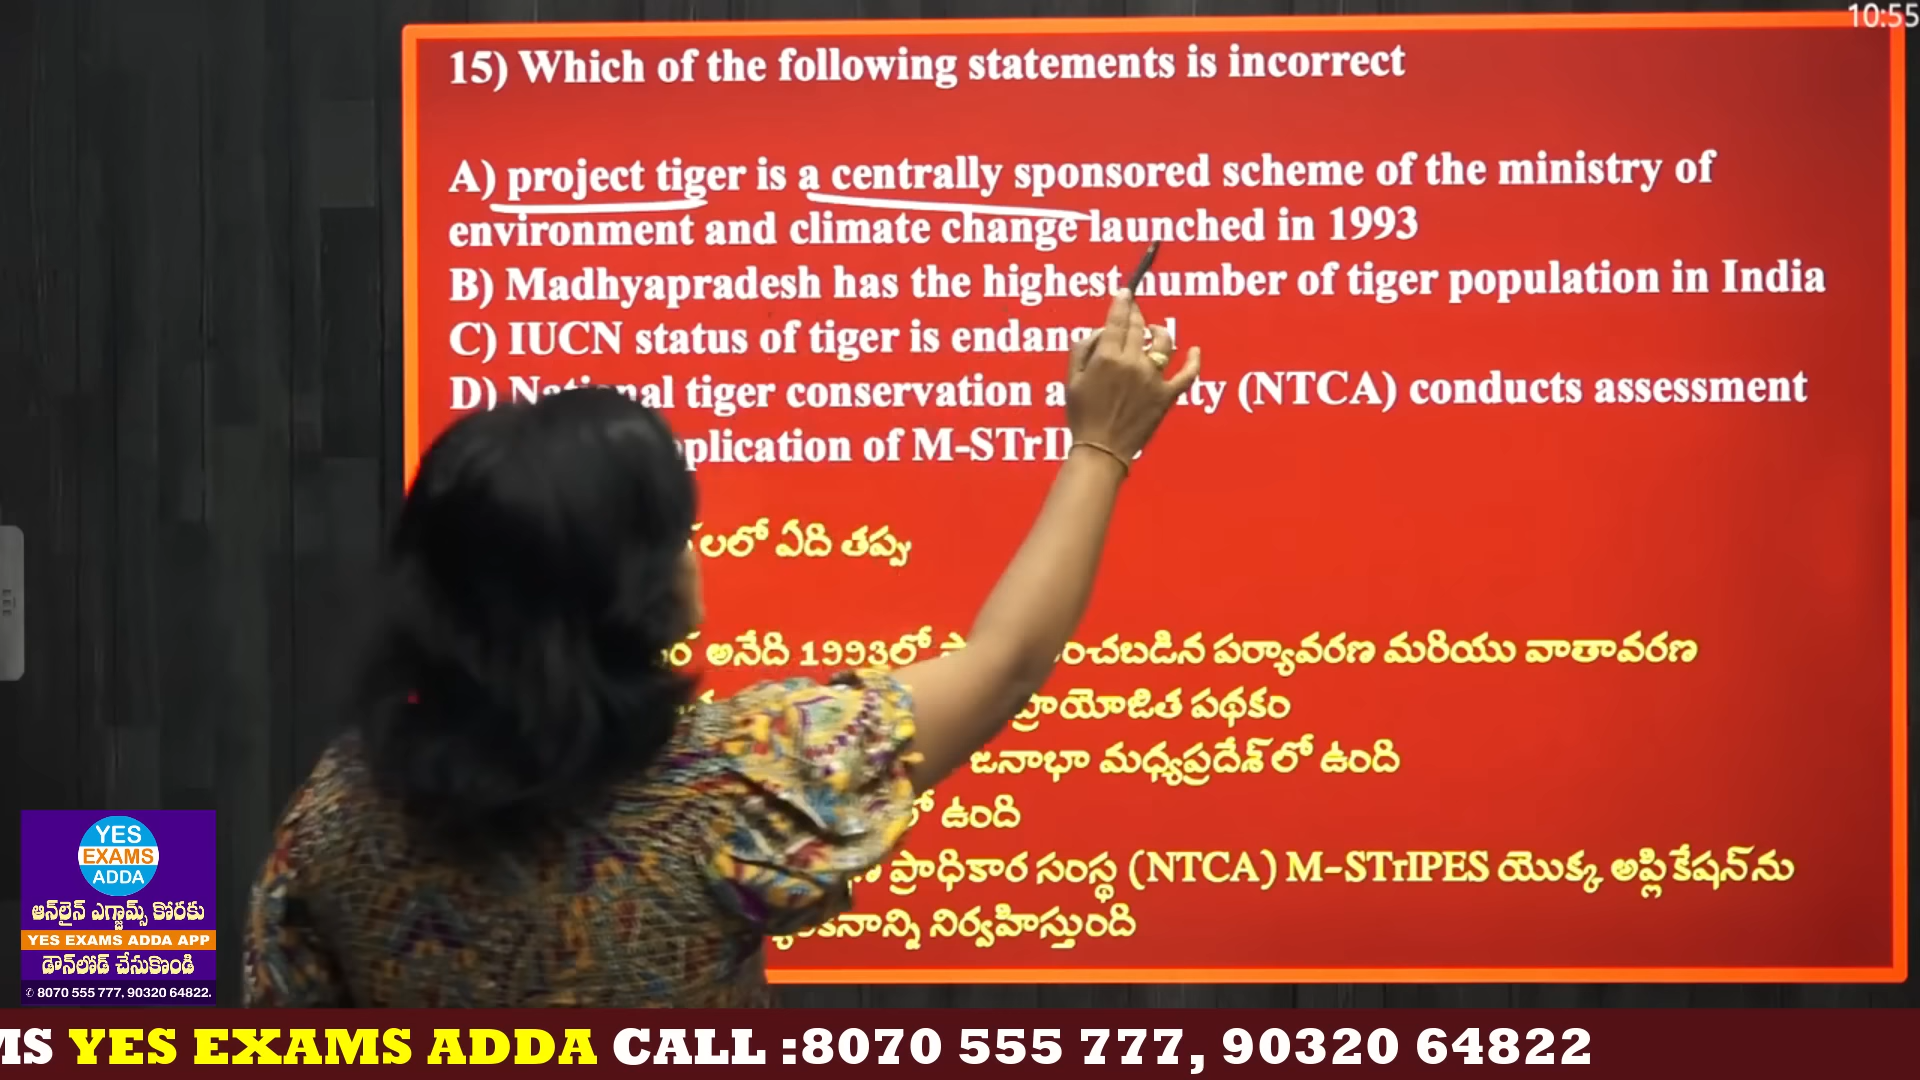 10:55
15) Which of the following statements is incorrect
A) project tiger is a centrally sponsored scheme of the ministry of
environment and climate change launched in 1993
B) Madhyapradesh has the highest number of tiger population in India
C) IUCN status of tiger is
D) tiger conservation (NTCA) conducts assessment
of
ఏది తప్పు
అనేది 1993లో పర్యావరణ మరియు వాతావరణ
ప్రాయోజిత పథకం
జనాభా మధ్యప్రదేశ్‌లో ఉంది
ఉంది
ప్రాధికార సంస్థ (NTCA) M-STrIPES యొక్క అప్లికేషన్‌ను
నిర్వహిస్తుంది
YES
EXAMS
ADDA
ఆన్‌లైన్ ఎగ్జామ్స్ కోరకు
YES EXAMS ADDA APP
డౌన్‌లోడ్ చేసుకొండి
✆ 8070 555 777, 90320 64822.
YES EXAMS ADDA CALL :8070 555 777, 90320 64822